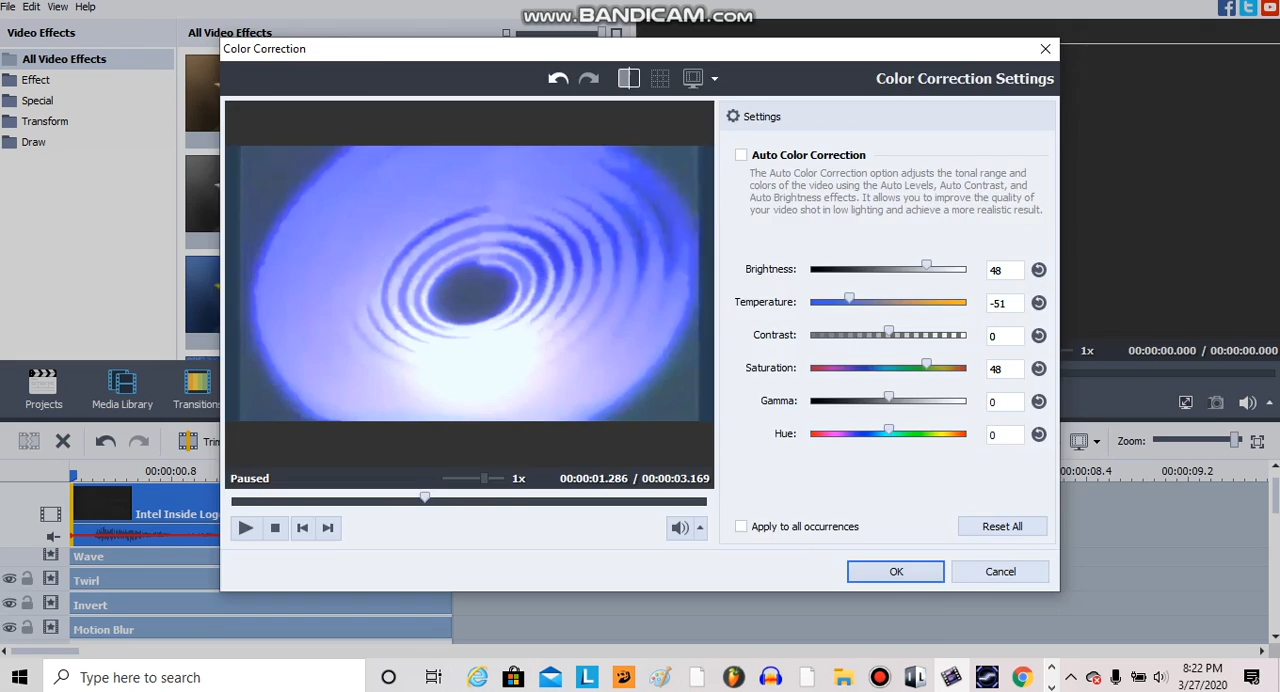 File Edit View Help
www.BANDICAM.com
Video Effects
All Video Effects
All Video Effects
Effect
Special
Transform
Draw
Color Correction
Color Correction Settings
Settings
Auto Color Correction
The Auto Color Correction option adjusts the tonal range and
colors of the video using the Auto Levels, Auto Contrast, and
Auto Brightness effects. It allows you to improve the quality of
your video shot in low lighting and achieve a more realistic result.
Brightness: 48
Temperature: -51
Contrast: 0
Saturation: 48
Gamma: 0
Hue: 0
1x 00:00:00.000 / 00:00:00.000
Projects
Media Library
Transitions
Paused 1x 00:00:01.286 / 00:00:03.169
Apply to all occurrences
Reset All
OK
Cancel
Trim
Zoom:
00:00:00.8
00:00:08.4
00:00:09.2
Intel Inside Logo
Wave
Twirl
Invert
Motion Blur
Type here to search
8:22 PM
3/27/2020